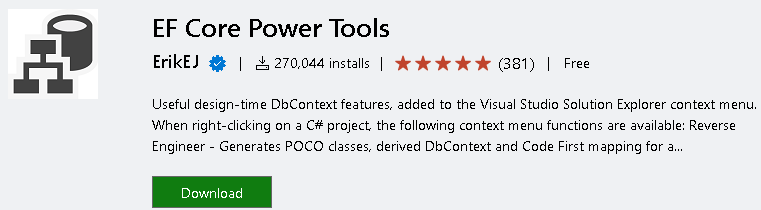 EF Core Power Tools
ErikEJ | 270,044 installs | (381) | Free
Useful design-time DbContext features, added to the Visual Studio Solution Explorer context menu.
When right-clicking on a C# project, the following context menu functions are available: Reverse
Engineer - Generates POCO classes, derived DbContext and Code First mapping for a...
Download